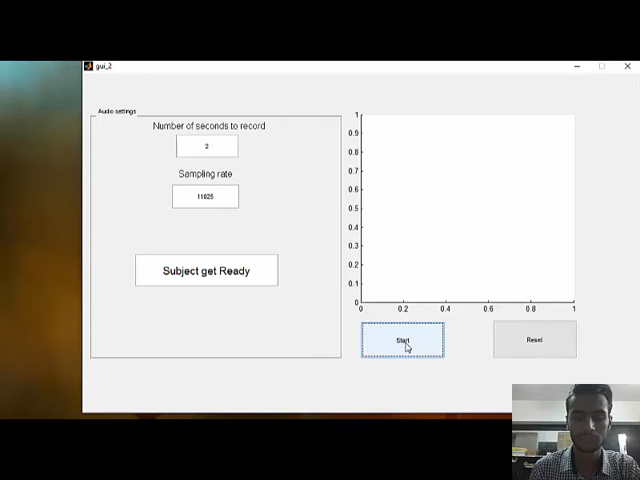 gui_2
Audio settings
Number of seconds to record
2
Sampling rate
11025
Subject get Ready
1
0.9
0.8
0.7
0.6
0.5
0.4
0.3
0.2
0.1
0
0 0.2 0.4 0.6 0.8 1
Start
Reset